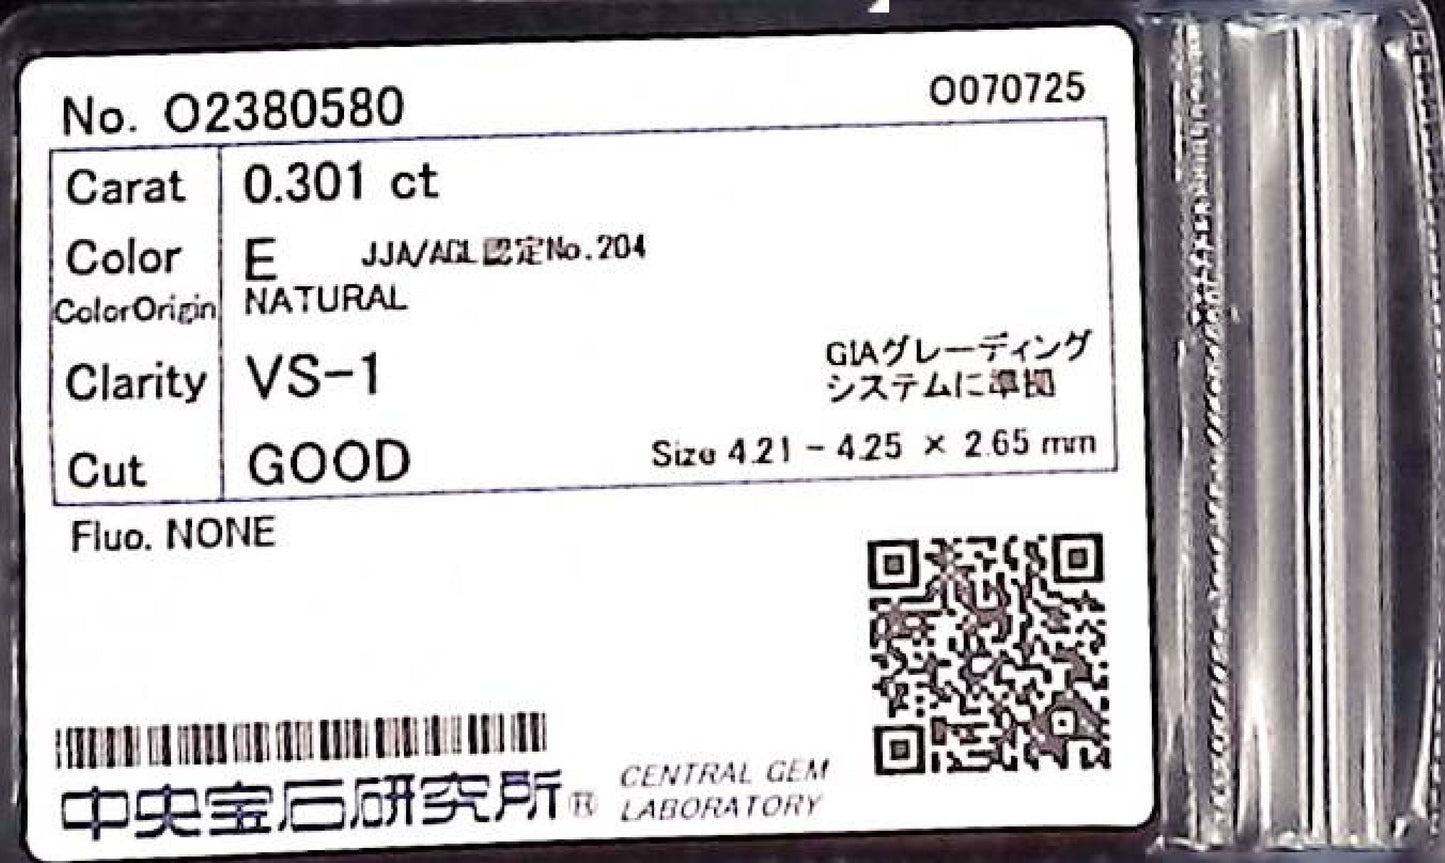 No. O2380580
O070725
Carat 0.301 ct
Color E JJA/AGL認定No.204
ColorOrigin NATURAL
Clarity VS-1
GIAグレーディング
システムに準拠
Cut GOOD
Size 4.21 - 4.25 × 2.65 mm
Fluo. NONE
中央宝石研究所® CENTRAL GEM
LABORATORY